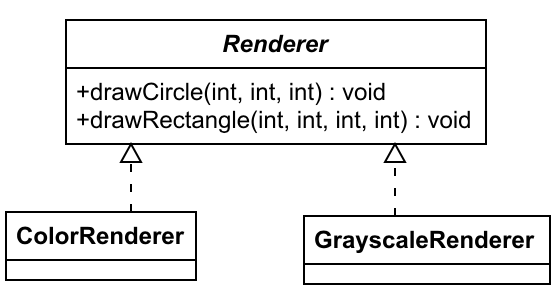 Renderer
+drawCircle(int, int, int) : void
+drawRectangle(int, int, int, int) : void
ColorRenderer
GrayscaleRenderer